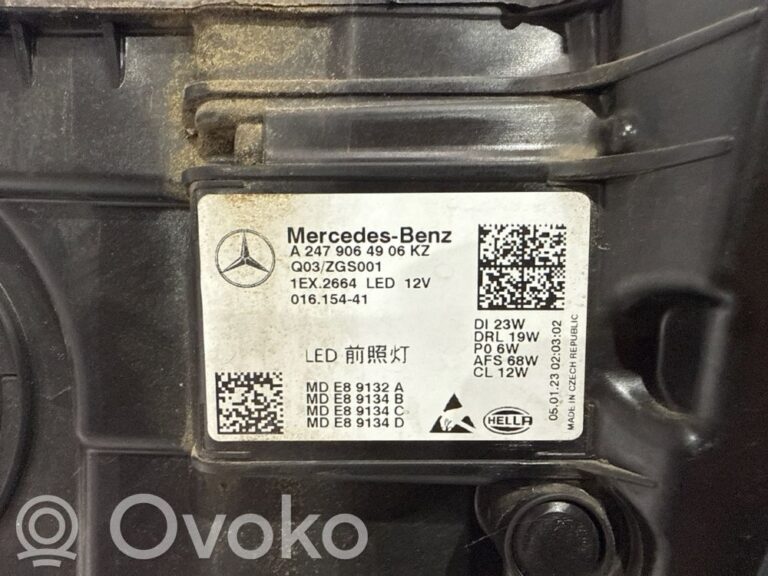 Mercedes-Benz
A 247 906 49 06 KZ
Q03/ZGS001
1EX.2664 LED 12V
016.154-41
LED 前照灯
MD E8 9132 A
MD E8 9134 B
MD E8 9134 C
MD E8 9134 D
DI 23W
DRL 19W
PO 6W
AFS 68W
CL 12W
HELLA
05.01.23 02:03:02
MADE IN CZECH REPUBLIC
Ovoko